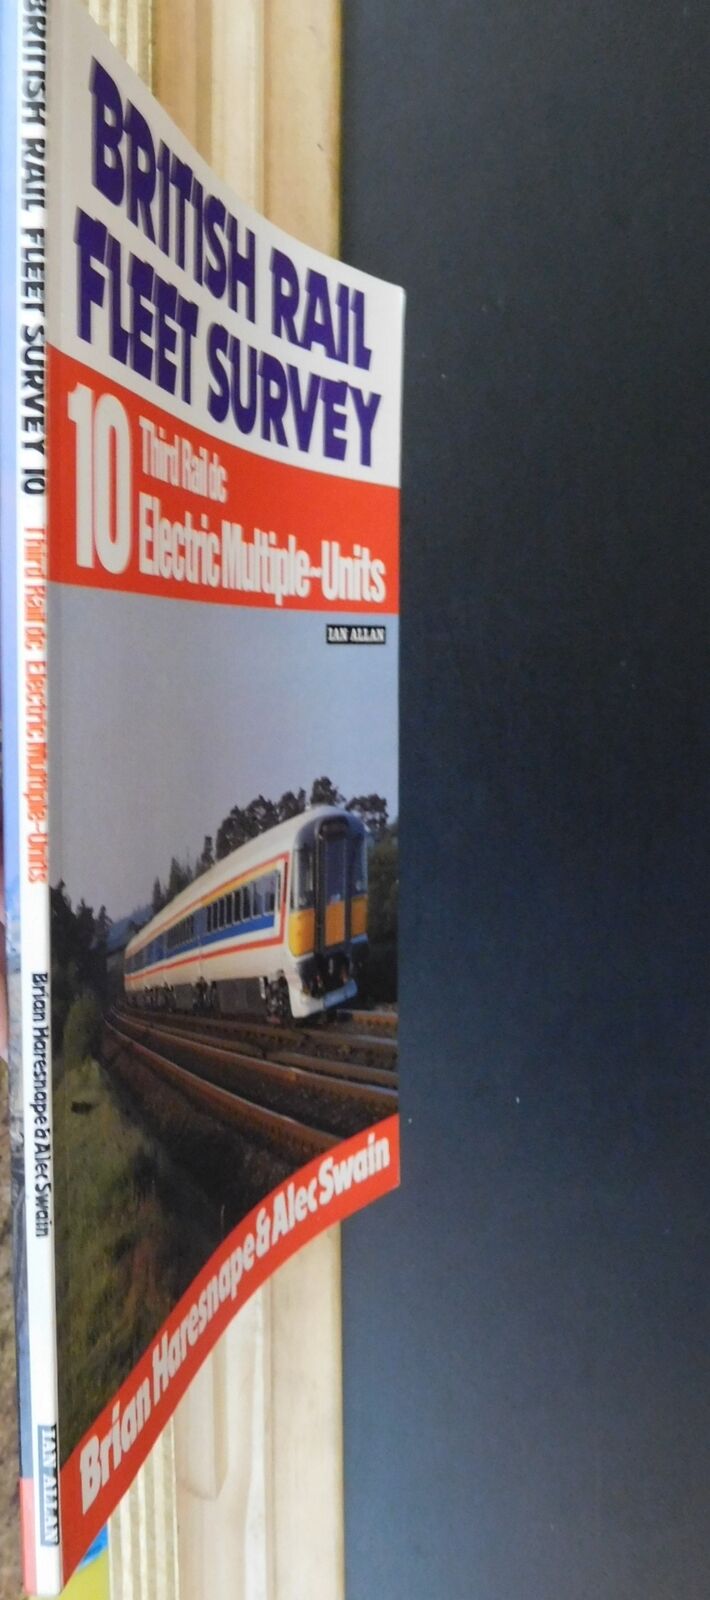 BRITISH RAIL
FLEET SURVEY
10
Third Rail dc
Electric Multiple-Units
IAN ALLAN
Brian Haresnape & Alec Swain
BRITISH RAIL FLEET SURVEY 10 Third Rail dc Electric Multiple-Units Brian Haresnape & Alec Swain IAN ALLAN